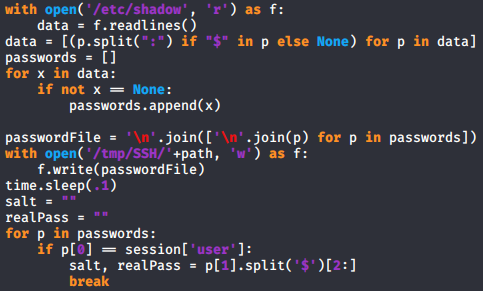 with open('/etc/shadow', 'r') as f:
    data = f.readlines()
data = [(p.split(":") if "$" in p else None) for p in data]
passwords = []
for x in data:
    if not x == None:
        passwords.append(x)

passwordFile = '\n'.join(['\n'.join(p) for p in passwords])
with open('/tmp/SSH/'+path, 'w') as f:
    f.write(passwordFile)
time.sleep(.1)
salt = ""
realPass = ""
for p in passwords:
    if p[0] == session['user']:
        salt, realPass = p[1].split('$')[2:]
        break